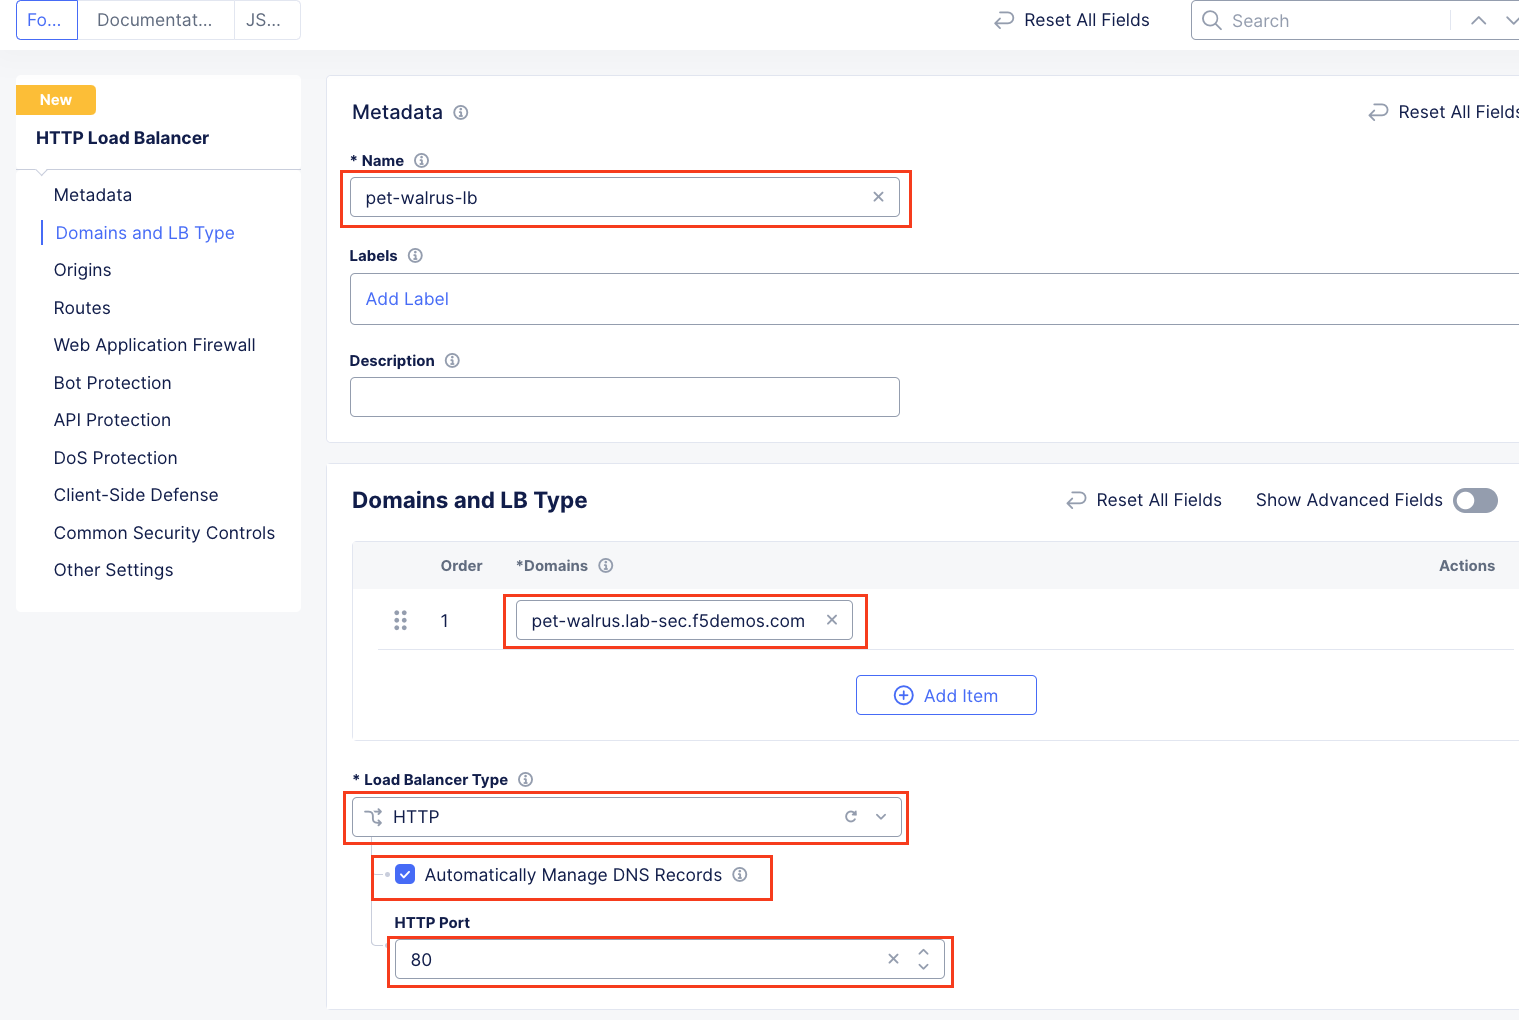 Fo... Documentat... JS... Reset All Fields Search
New
HTTP Load Balancer
Metadata
Domains and LB Type
Origins
Routes
Web Application Firewall
Bot Protection
API Protection
DoS Protection
Client-Side Defense
Common Security Controls
Other Settings
Metadata Reset All Fields
* Name
pet-walrus-lb
Labels
Add Label
Description
Domains and LB Type Reset All Fields Show Advanced Fields
Order *Domains Actions
1 pet-walrus.lab-sec.f5demos.com
Add Item
* Load Balancer Type
HTTP
Automatically Manage DNS Records
HTTP Port
80